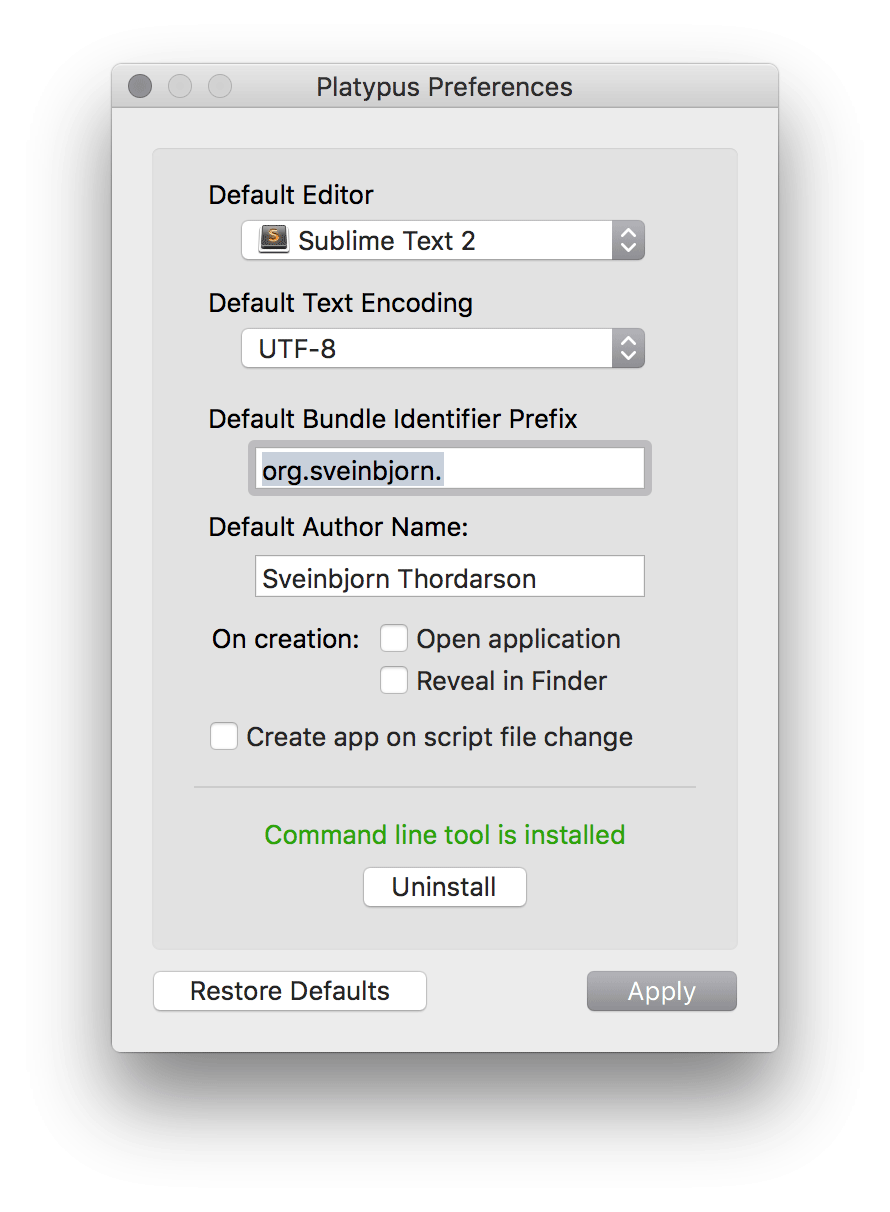 Platypus Preferences
Default Editor
Sublime Text 2
Default Text Encoding
UTF-8
Default Bundle Identifier Prefix
org.sveinbjorn.
Default Author Name:
Sveinbjorn Thordarson
On creation: Open application
Reveal in Finder
Create app on script file change
Command line tool is installed
Uninstall
Restore Defaults Apply